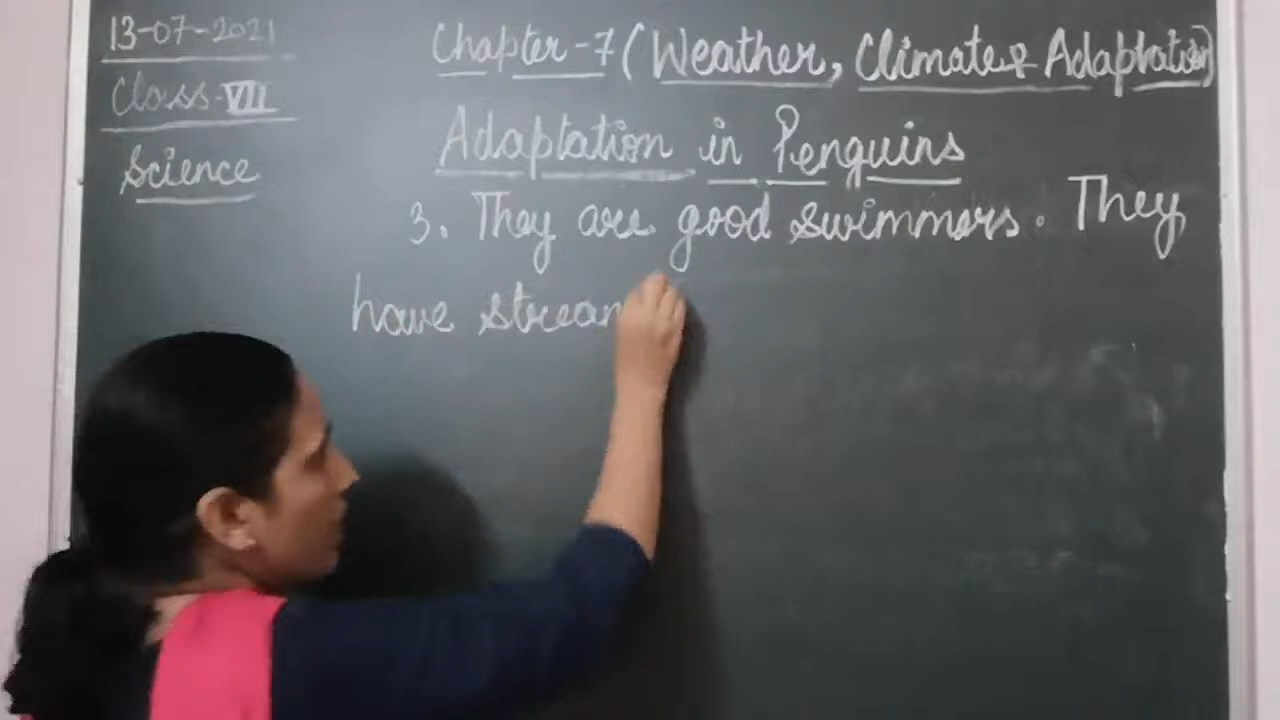 13-07-2021
Class-VII
Science
Chapter-7 (Weather, Climate & Adaptation)
Adaptation in Penguins
3. They are good swimmers. They
have stream